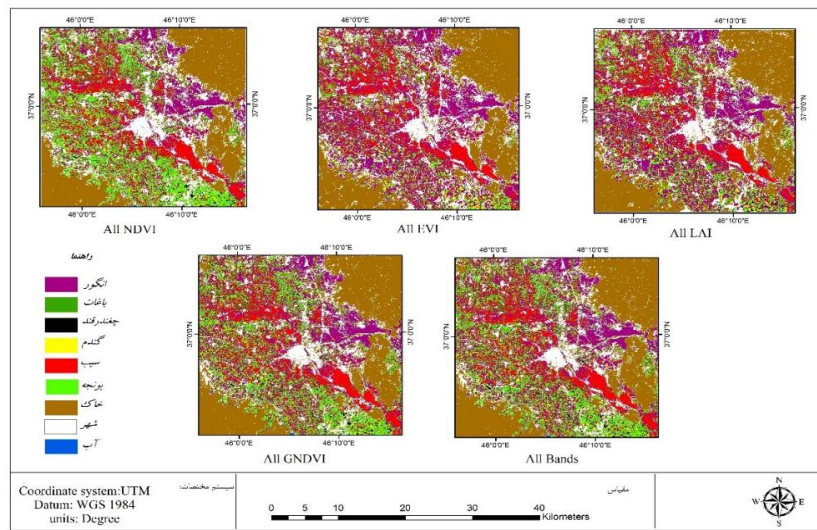 46°0'0"E 46°10'0"E
46°0'0"E 46°10'0"E
46°0'0"E 46°10'0"E
37°0'0"N 37°0'0"N
37°0'0"N 37°0'0"N
37°0'0"N 37°0'0"N
46°0'0"E 46°10'0"E
46°0'0"E 46°10'0"E
46°0'0"E 46°10'0"E
All NDVI
All EVI
All LAI
46°0'0"E 46°10'0"E
46°0'0"E 46°10'0"E
راهنما
انگور
باغات
چغندرقند
گندم
سیب
یونجه
خاک
شهر
آب
37°0'0"N 37°0'0"N
37°0'0"N 37°0'0"N
46°0'0"E 46°10'0"E
46°0'0"E 46°10'0"E
All GNDVI
All Bands
سیستم مختصات:
Coordinate system:UTM
Datum: WGS 1984
units: Degree
مقیاس
0 2.5 5 10 20 30 40
Kilometers
N
W E
S